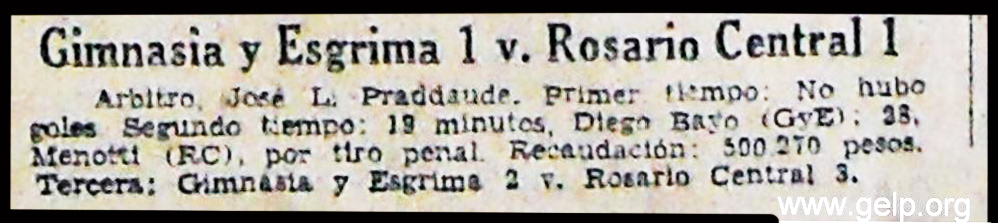 Gimnasia y Esgrima 1 v. Rosario Central 1
Arbitro, José L. Praddaude. Primer tiempo: No hubo
goles Segundo tiempo: 19 minutos, Diego Bayo (GyE); 28,
Menotti (RC), por tiro penal. Recaudación: 500.270 pesos.
Tercera: Gimnasia y Esgrima 2 v. Rosario Central 3.
www.gelp.org